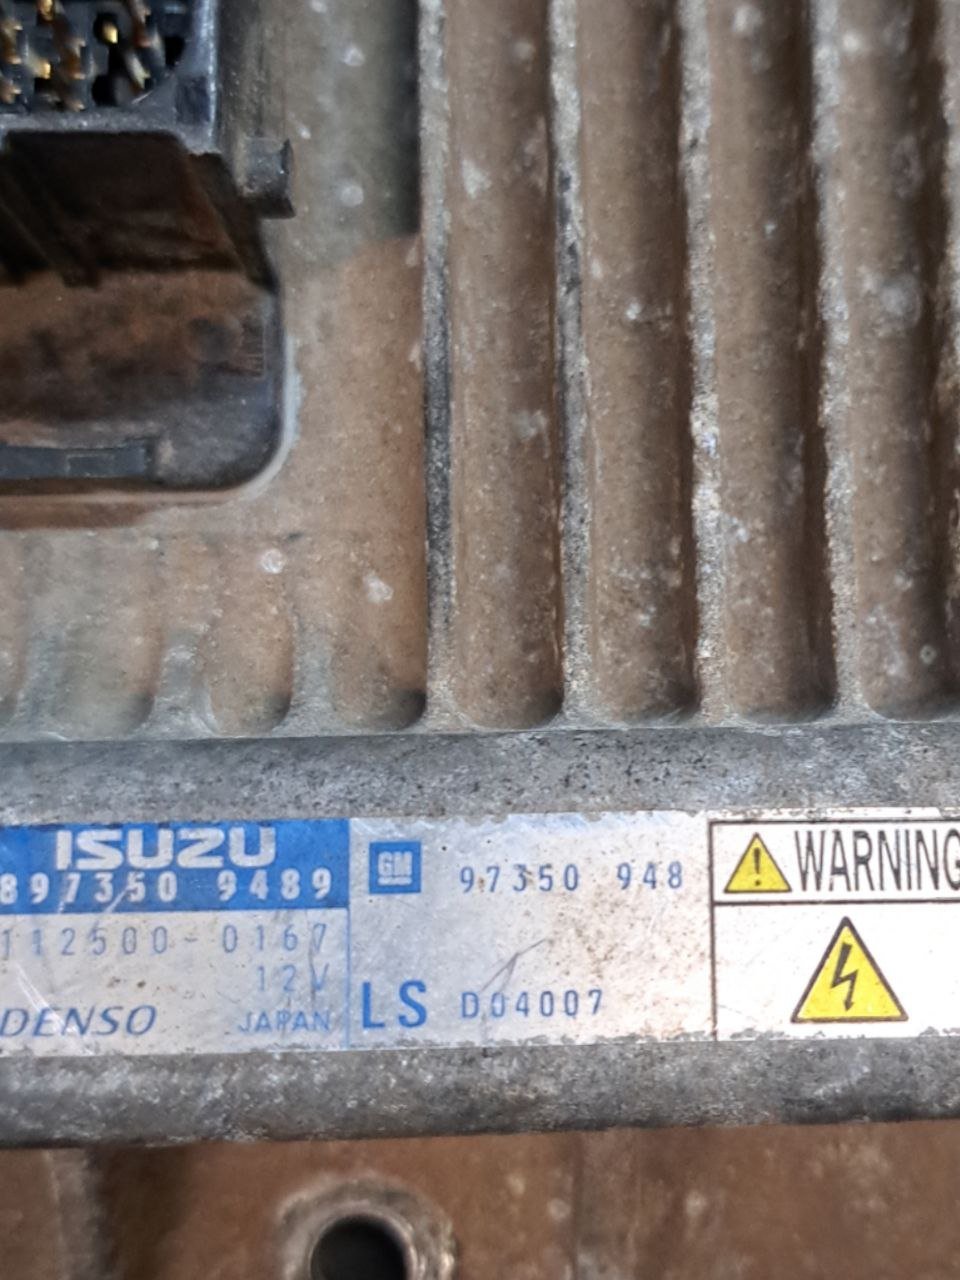 ISUZU
897350 9489
112500-0167
12V
DENSO JAPAN
GM 97350 948
LS D04007
WARNING